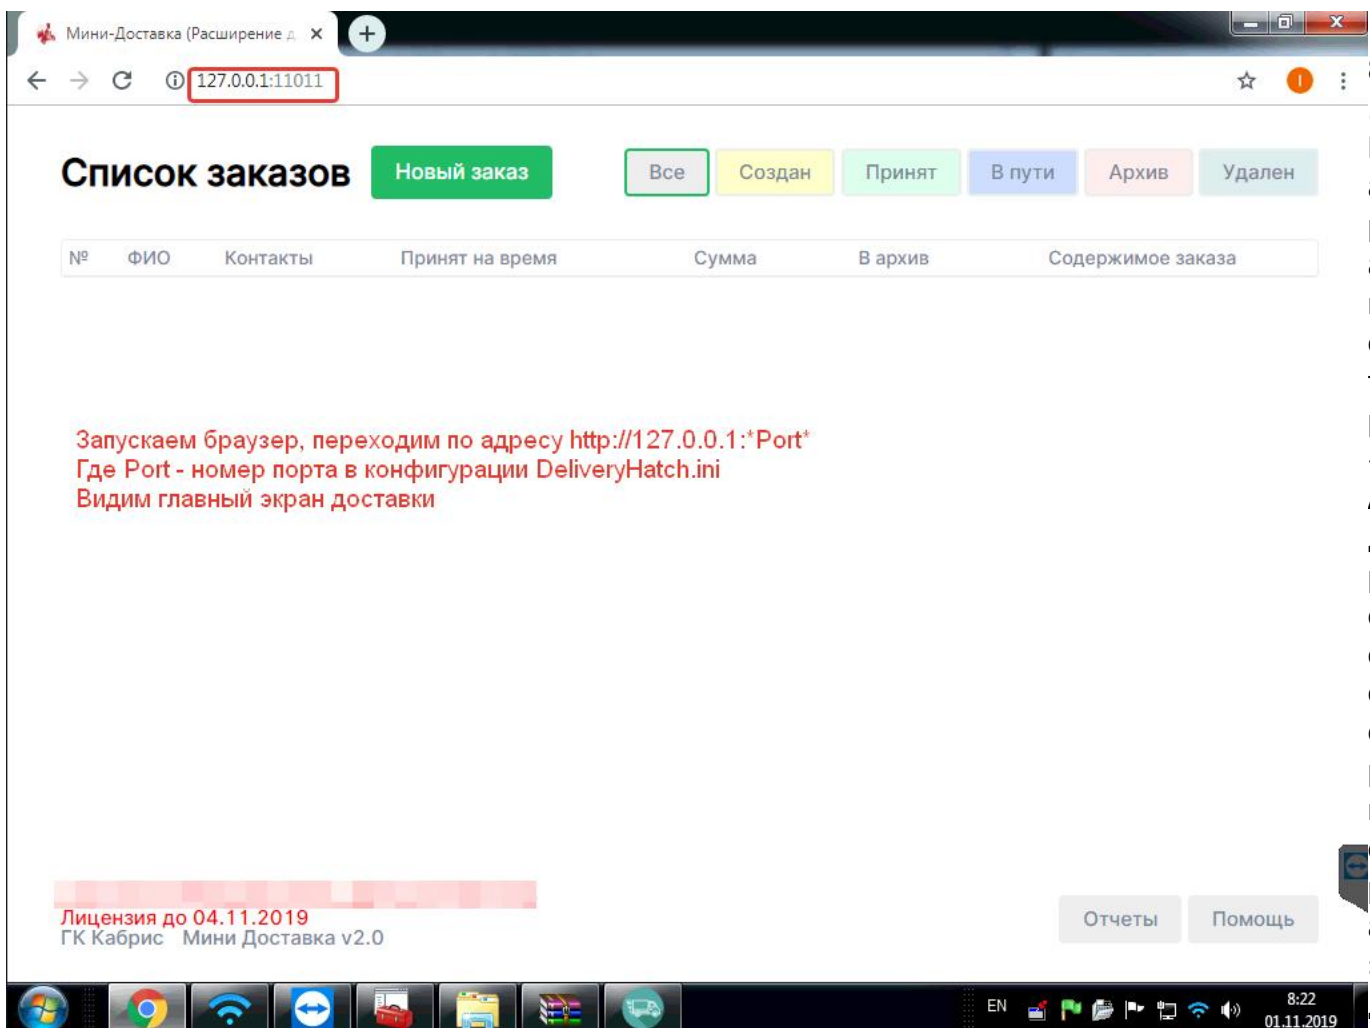 Мини-Доставка (Расширение д
127.0.0.1:11011
Список заказов
Новый заказ
Все
Создан
Принят
В пути
Архив
Удален
№ ФИО Контакты Принят на время Сумма В архив Содержимое заказа
Запускаем браузер, переходим по адресу http://127.0.0.1:*Port*
Где Port - номер порта в конфигурации DeliveryHatch.ini
Видим главный экран доставки
Лицензия до 04.11.2019
ГК Кабрис Мини Доставка v2.0
Отчеты
Помощь
EN
8:22
01.11.2019